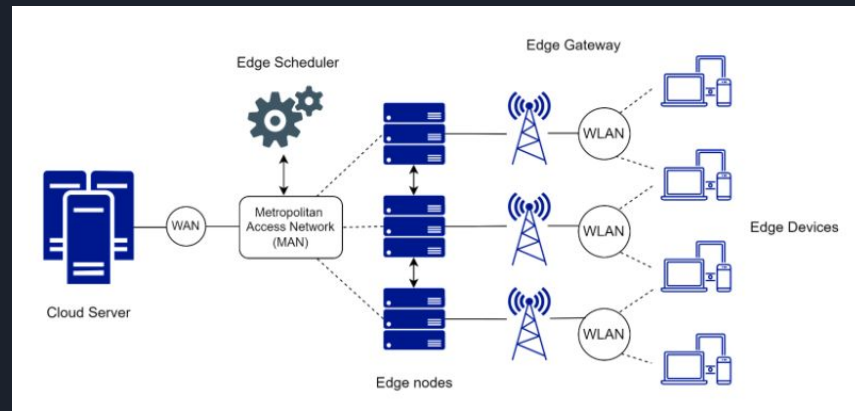 Edge Gateway
Edge Scheduler
WLAN
WAN
Metropolitan
Access Network
(MAN)
WLAN
Edge Devices
Cloud Server
WLAN
Edge nodes